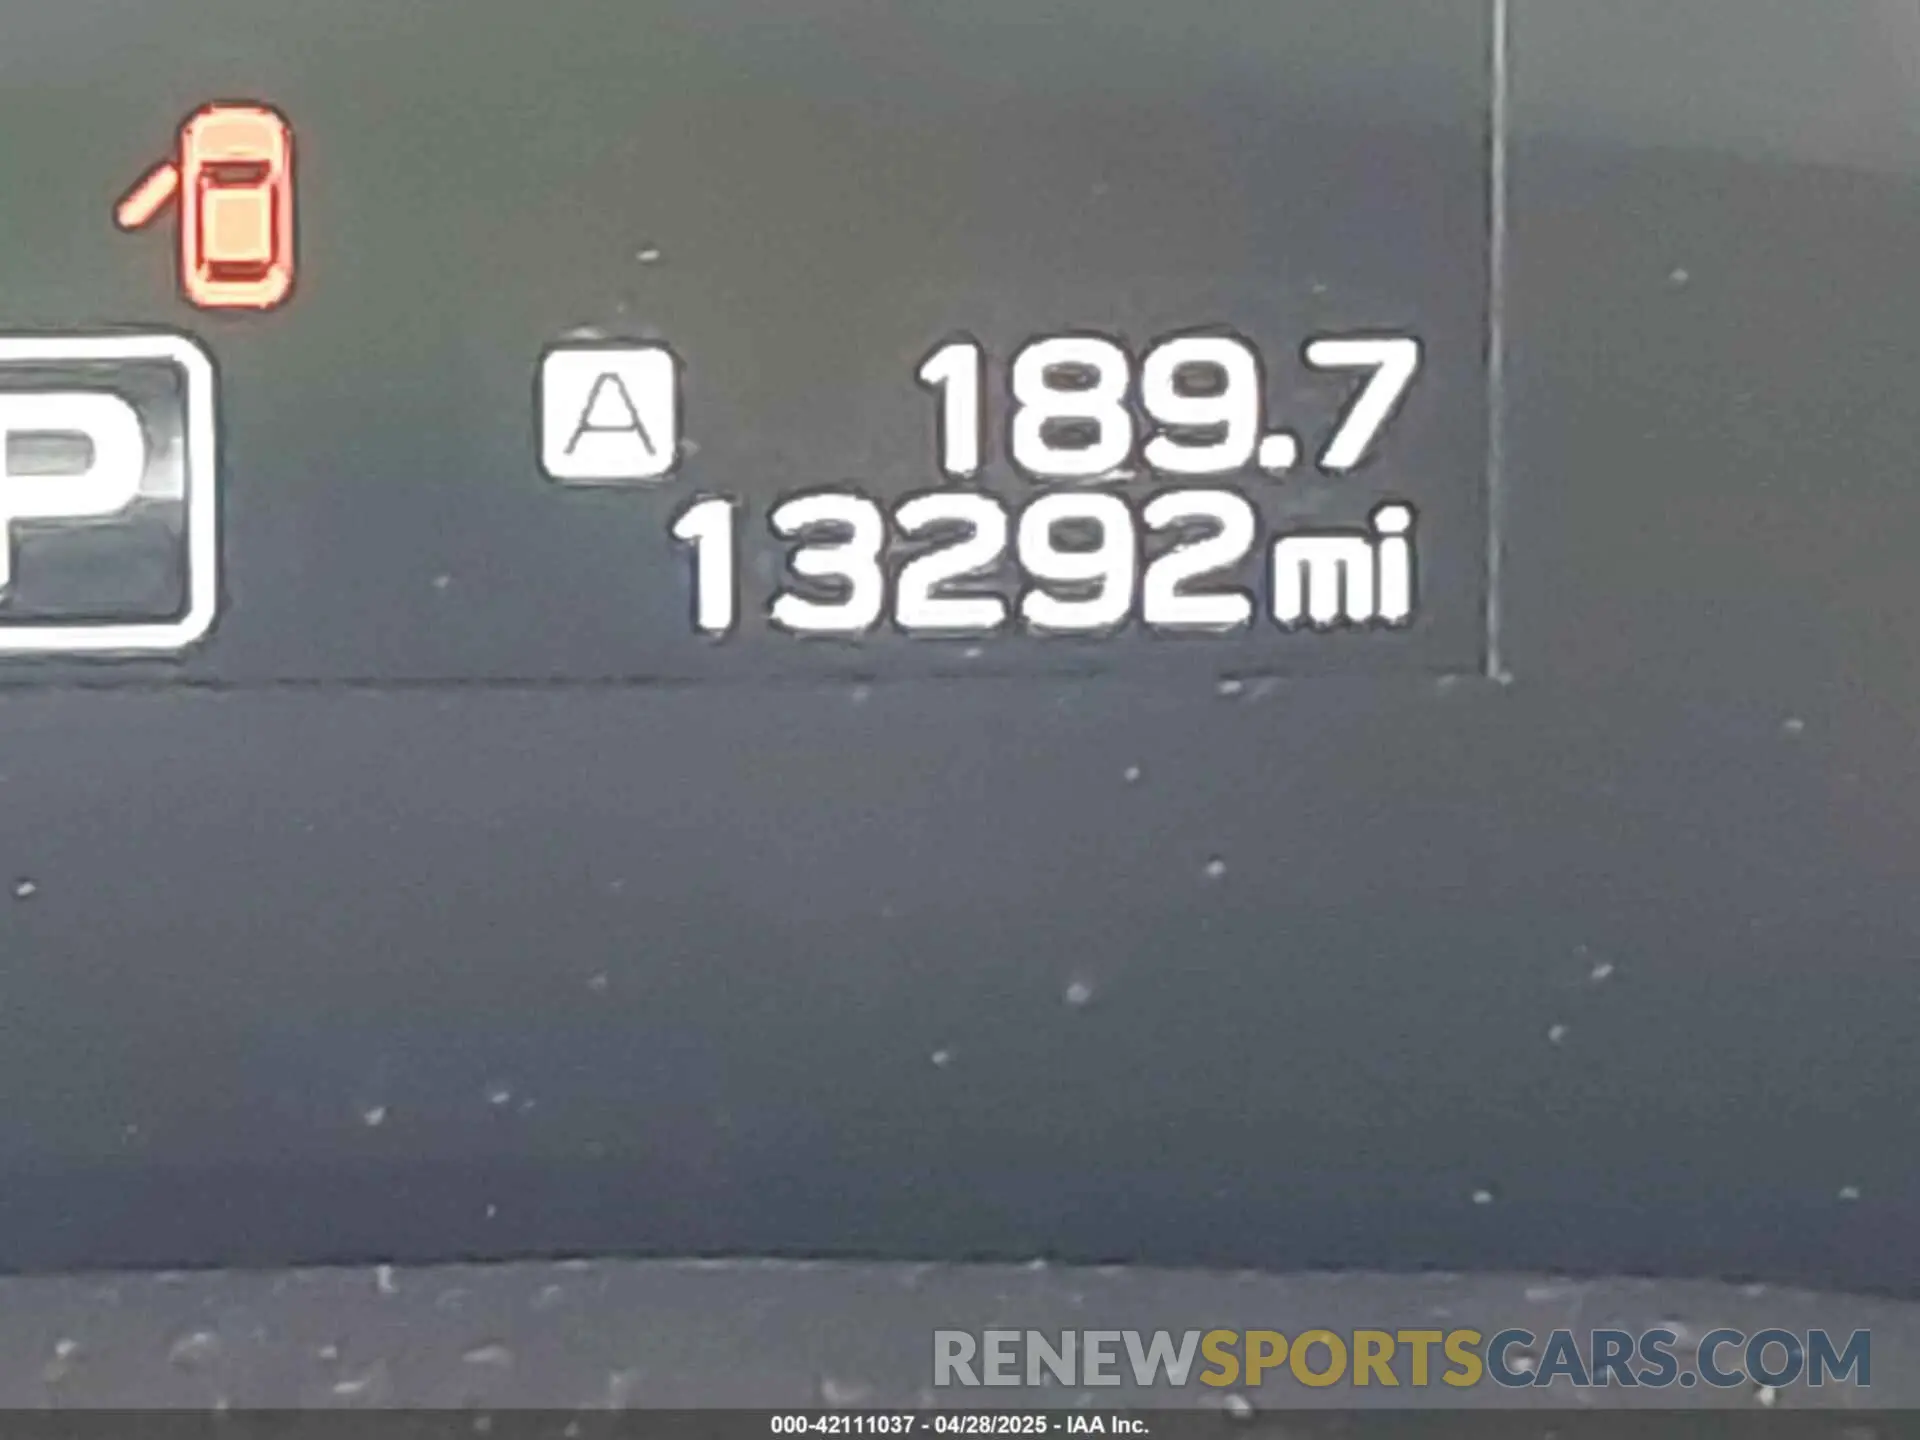 A 189.7
P 13292mi
RENEWSPORTSCARS.COM
000-42111037 - 04/28/2025 - IAA Inc.